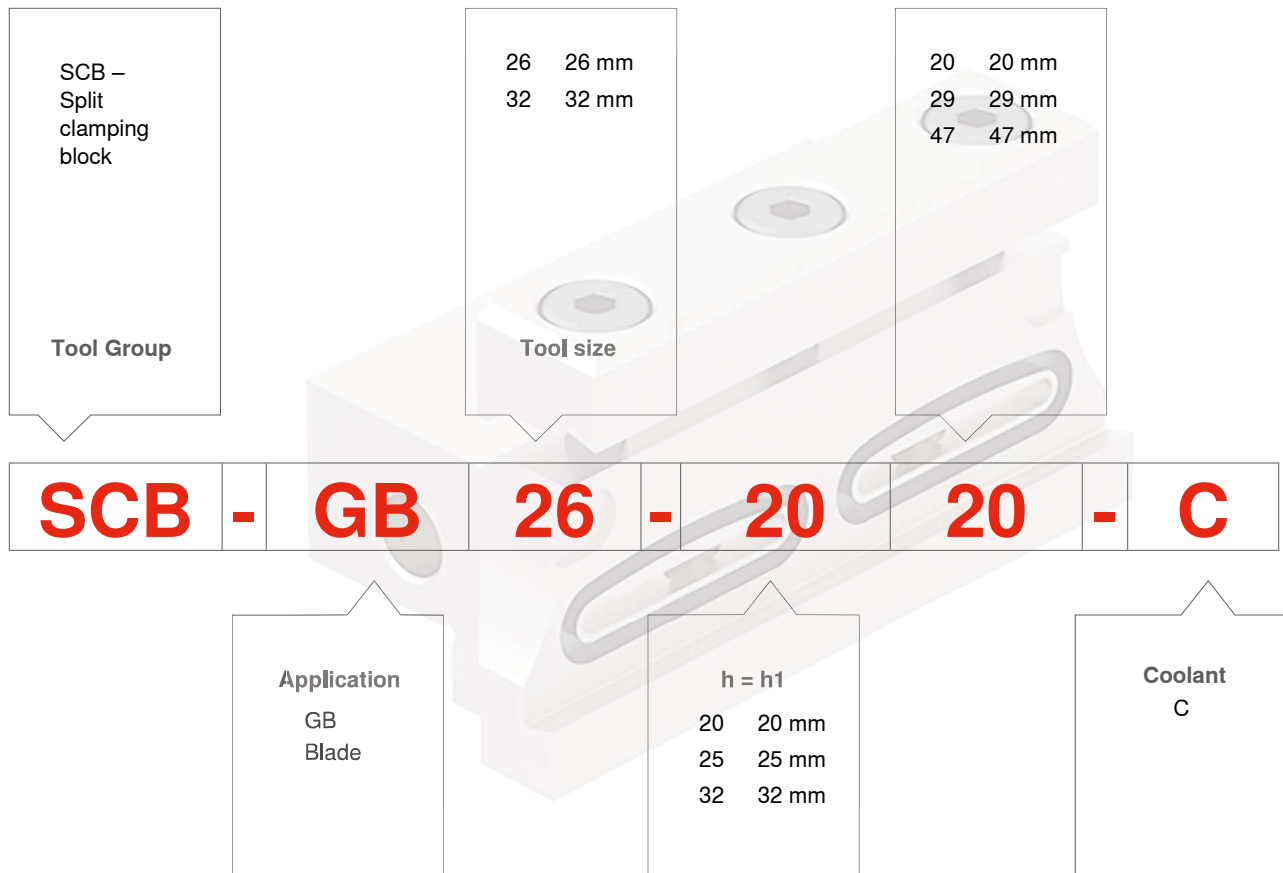 SCB –
Split
clamping
block
Tool Group
26 26 mm
32 32 mm
Tool size
20 20 mm
29 29 mm
47 47 mm
SCB - GB 26 - 20 20 - C
Application
GB
Blade
h = h1
20 20 mm
25 25 mm
32 32 mm
Coolant
C